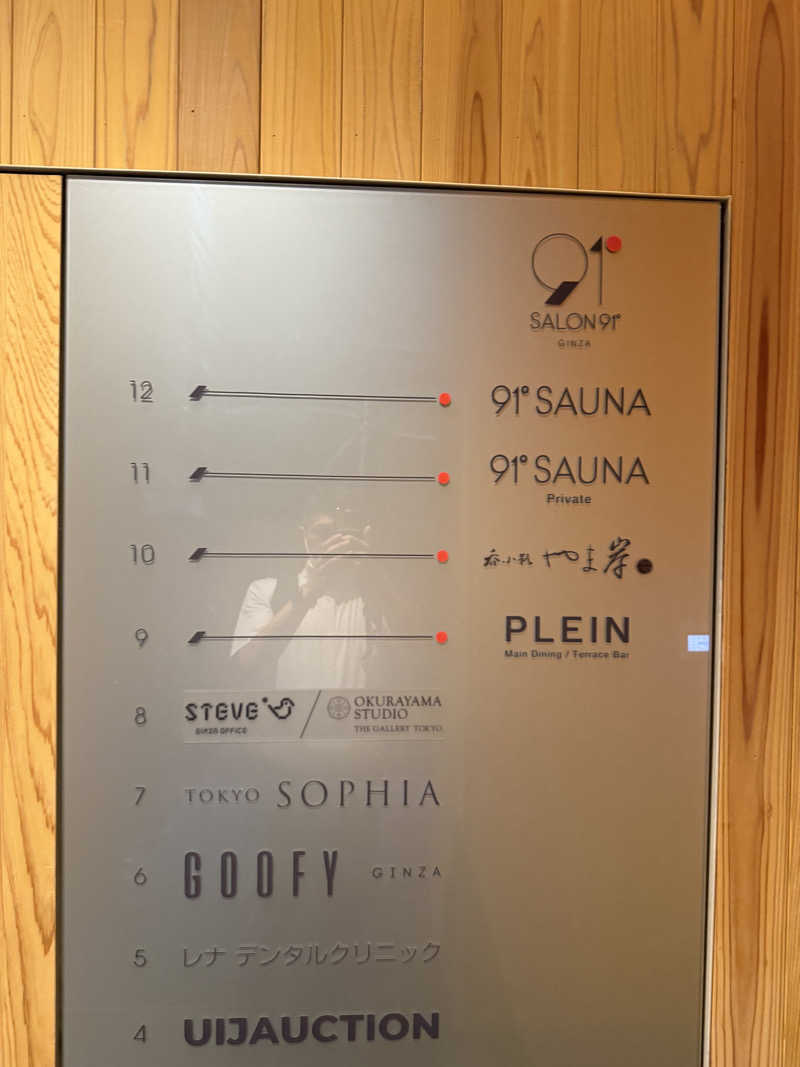 91°
SALON91°
GINZA
12 91° SAUNA
11 91° SAUNA
Private
10 やま岸
9 PLEIN
Main Dining / Terrace Bar
8 STEVE* GINZA OFFICE / OKURAYAMA STUDIO THE GALLERY TOKYO
7 TOKYO SOPHIA
6 GOOFY GINZA
5 レナ デンタルクリニック
4 UIJAUCTION